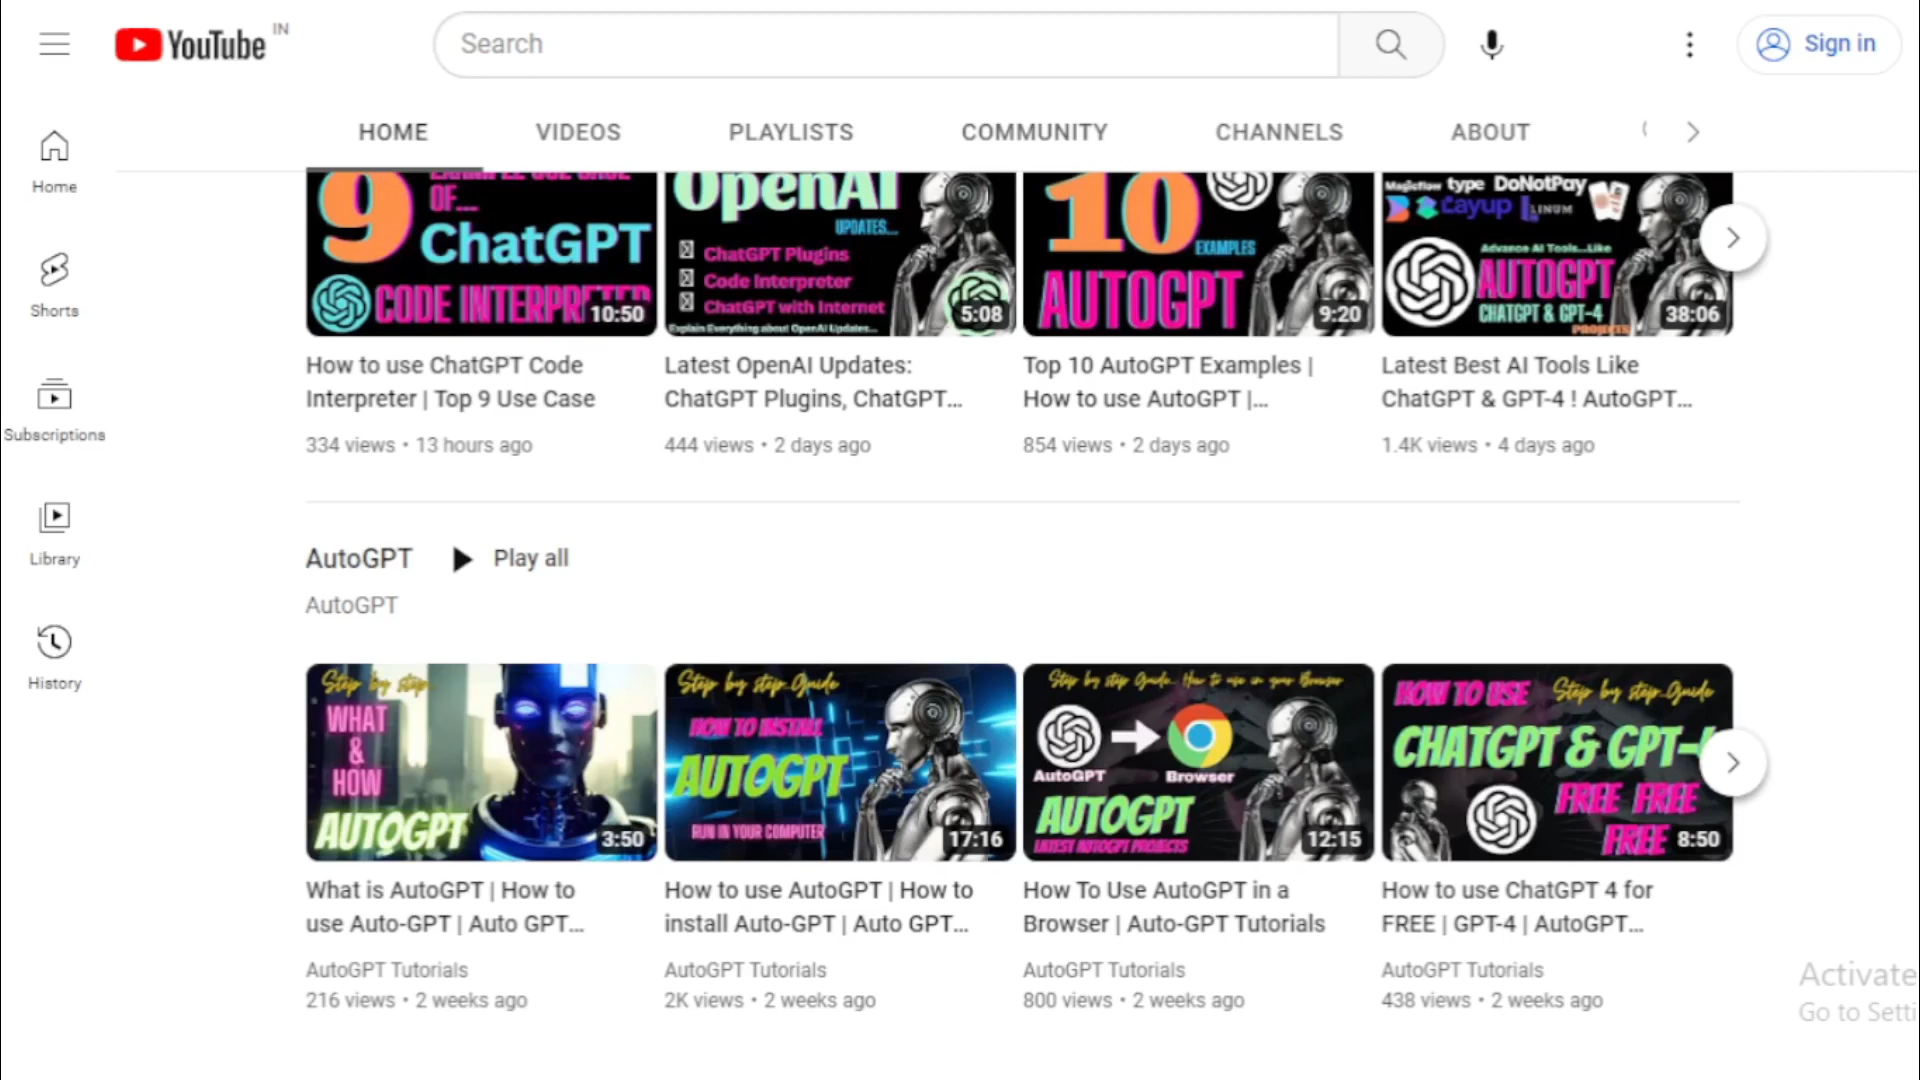 YouTube IN
Search
Sign in
HOME VIDEOS PLAYLISTS COMMUNITY CHANNELS ABOUT
Home
Shorts
Subscriptions
Library
History
9
OF...
ChatGPT
10:50
OpenAI
UPDATES...
ChatGPT Plugins
Code Interpreter
ChatGPT with Internet
Explain Everything about OpenAI Updates...
5:08
10
EXAMPLES
AUTOGPT
9:20
Magicflow type DoNotPay
Layup LINUM
Advance AI Tools...Like
AUTOGPT
CHATGPT & GPT-4
PROJECTS
38:06
How to use ChatGPT Code
Interpreter | Top 9 Use Case
334 views • 13 hours ago
Latest OpenAI Updates:
ChatGPT Plugins, ChatGPT...
444 views • 2 days ago
Top 10 AutoGPT Examples |
How to use AutoGPT |...
854 views • 2 days ago
Latest Best AI Tools Like
ChatGPT & GPT-4 ! AutoGPT...
1.4K views • 4 days ago
AutoGPT Play all
AutoGPT
Step by step
WHAT
&
HOW
AUTOGPT
3:50
Step by step Guide
HOW TO INSTALL
AUTOGPT
RUN IN YOUR COMPUTER
17:16
Step by step Guide.. How to use in your Browser
AutoGPT Browser
AUTOGPT
LATEST AUTOGPT PROJECTS
12:15
HOW TO USE Step by step Guide
CHATGPT & GPT-4
FREE FREE
FREE
8:50
What is AutoGPT | How to
use Auto-GPT | Auto GPT...
AutoGPT Tutorials
216 views • 2 weeks ago
How to use AutoGPT | How to
install Auto-GPT | Auto GPT...
AutoGPT Tutorials
2K views • 2 weeks ago
How To Use AutoGPT in a
Browser | Auto-GPT Tutorials
AutoGPT Tutorials
800 views • 2 weeks ago
How to use ChatGPT 4 for
FREE | GPT-4 | AutoGPT...
AutoGPT Tutorials
438 views • 2 weeks ago
Activate
Go to Setti